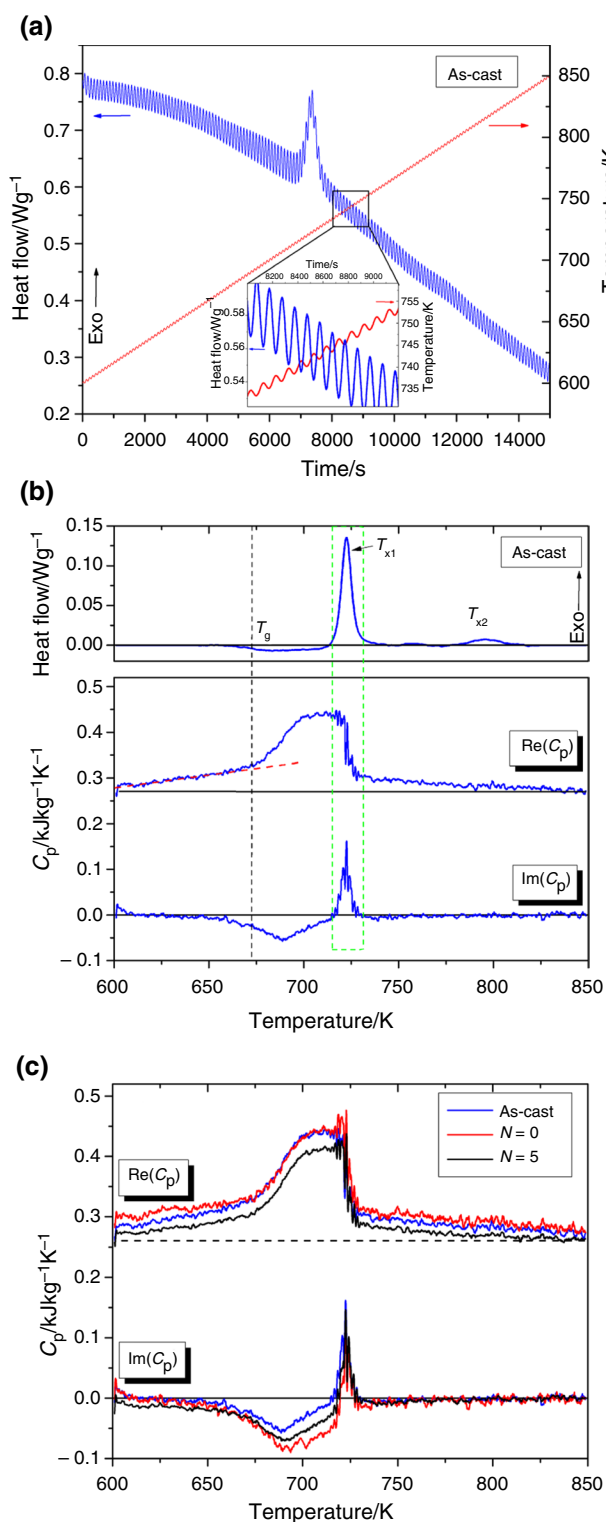 (a)
As-cast
Heat flow/Wg−1
0.8
0.7
0.6
0.5
0.4
0.3
0.2
Exo
850
800
750
700
650
600
Time/s
8200 8400 8600 8800 9000
0.58
0.56
0.54
Heat flow/Wg−1
755
750
745
740
735
Temperature/K
0 2000 4000 6000 8000 10000 12000 14000
Time/s
(b)
Heat flow/Wg−1
0.15
0.10
0.05
0.00
As-cast
Tx1
Tg
Tx2
Exo
Cp/kJkg−1K−1
0.5
0.4
0.3
0.2
0.1
0.0
−0.1
Re(Cp)
Im(Cp)
600 650 700 750 800 850
Temperature/K
(c)
Cp/kJkg−1K−1
0.5
0.4
0.3
0.2
0.1
0.0
−0.1
As-cast
N = 0
N = 5
Re(Cp)
Im(Cp)
600 650 700 750 800 850
Temperature/K